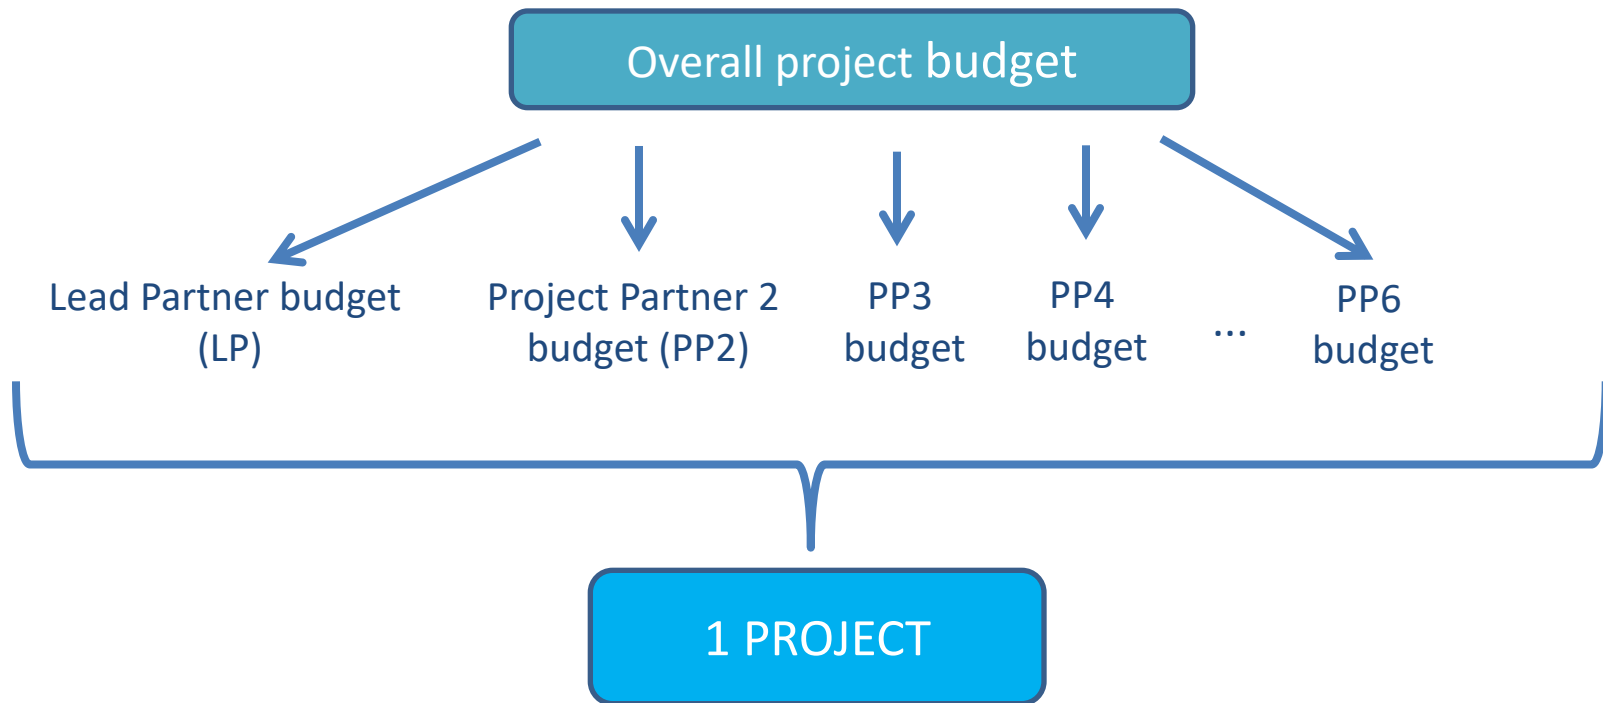 Overall project budget
Lead Partner budget
(LP)
Project Partner 2
budget (PP2)
PP3
budget
PP4
budget
...
PP6
budget
1 PROJECT